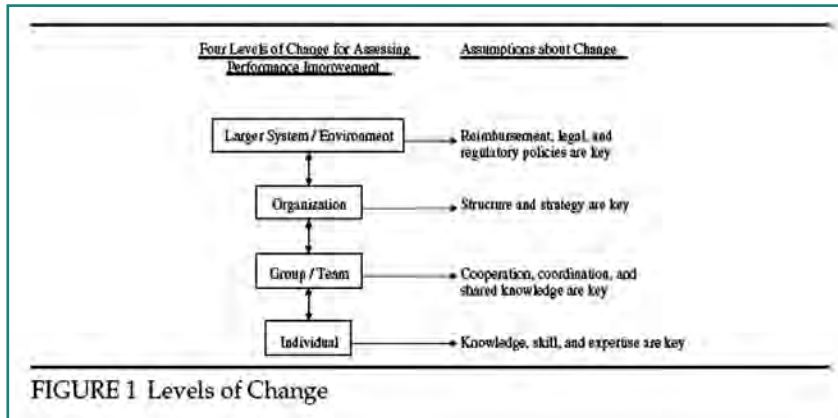 Four Levels of Change for Assessing
Performance Improvement
Assumptions about Change
Larger System / Environment
Reimbursement, legal, and
regulatory policies are key
Organization
Structure and strategy are key
Group / Team
Cooperation, coordination, and
shared knowledge are key
Individual
Knowledge, skill, and expertise are key
FIGURE 1 Levels of Change